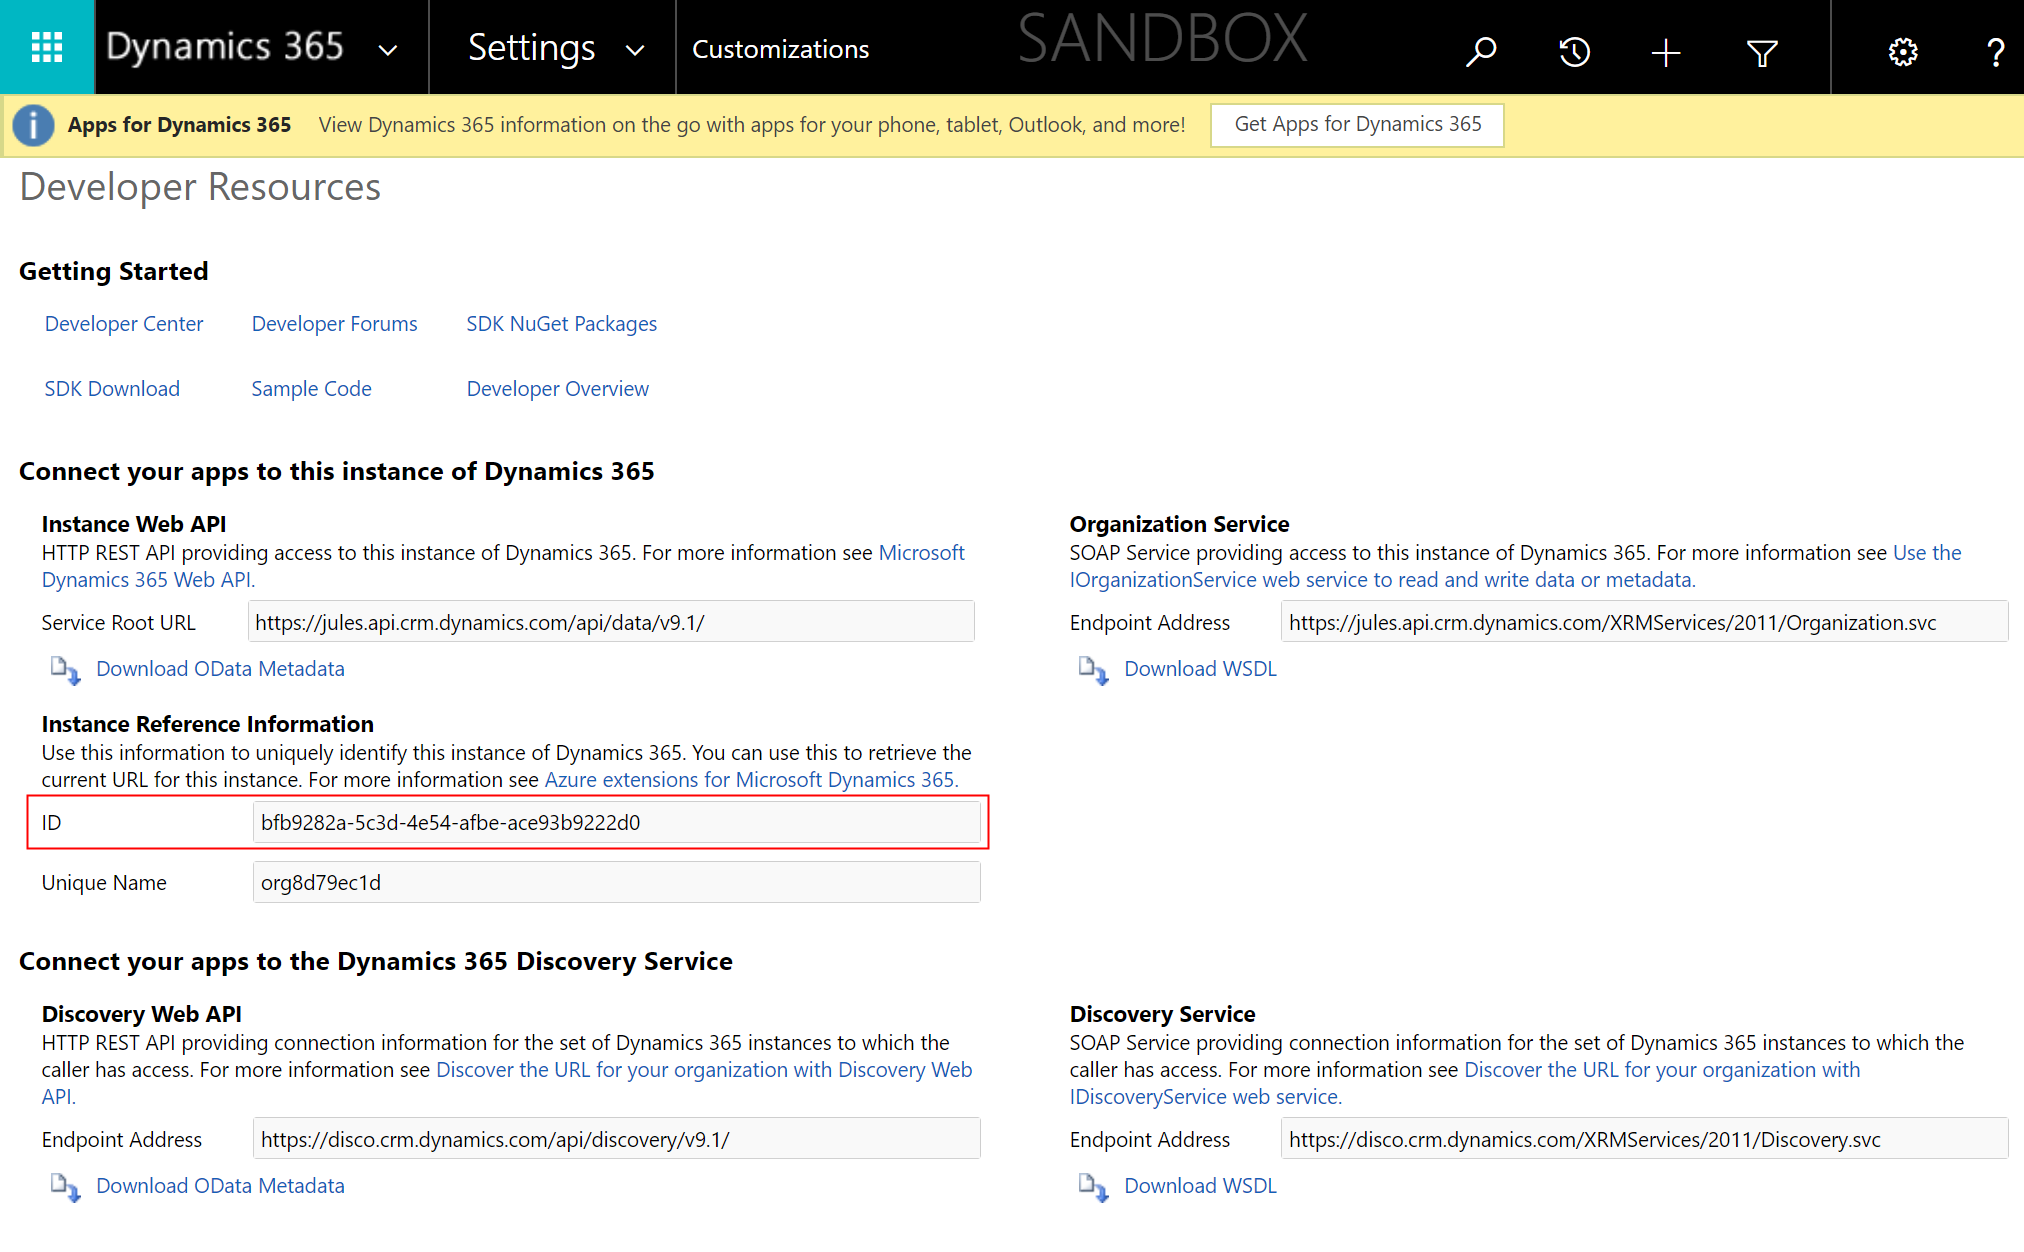 Dynamics 365 Settings Customizations SANDBOX ?
i Apps for Dynamics 365 View Dynamics 365 information on the go with apps for your phone, tablet, Outlook, and more! Get Apps for Dynamics 365
Developer Resources
Getting Started
Developer Center Developer Forums SDK NuGet Packages
SDK Download Sample Code Developer Overview
Connect your apps to this instance of Dynamics 365
Instance Web API
HTTP REST API providing access to this instance of Dynamics 365. For more information see Microsoft
Dynamics 365 Web API.
Service Root URL https://jules.api.crm.dynamics.com/api/data/v9.1/
Download OData Metadata
Organization Service
SOAP Service providing access to this instance of Dynamics 365. For more information see Use the
IOrganizationService web service to read and write data or metadata.
Endpoint Address https://jules.api.crm.dynamics.com/XRMServices/2011/Organization.svc
Download WSDL
Instance Reference Information
Use this information to uniquely identify this instance of Dynamics 365. You can use this to retrieve the
current URL for this instance. For more information see Azure extensions for Microsoft Dynamics 365.
ID bfb9282a-5c3d-4e54-afbe-ace93b9222d0
Unique Name org8d79ec1d
Connect your apps to the Dynamics 365 Discovery Service
Discovery Web API
HTTP REST API providing connection information for the set of Dynamics 365 instances to which the
caller has access. For more information see Discover the URL for your organization with Discovery Web
API.
Endpoint Address https://disco.crm.dynamics.com/api/discovery/v9.1/
Download OData Metadata
Discovery Service
SOAP Service providing connection information for the set of Dynamics 365 instances to which the
caller has access. For more information see Discover the URL for your organization with
IDiscoveryService web service.
Endpoint Address https://disco.crm.dynamics.com/XRMServices/2011/Discovery.svc
Download WSDL